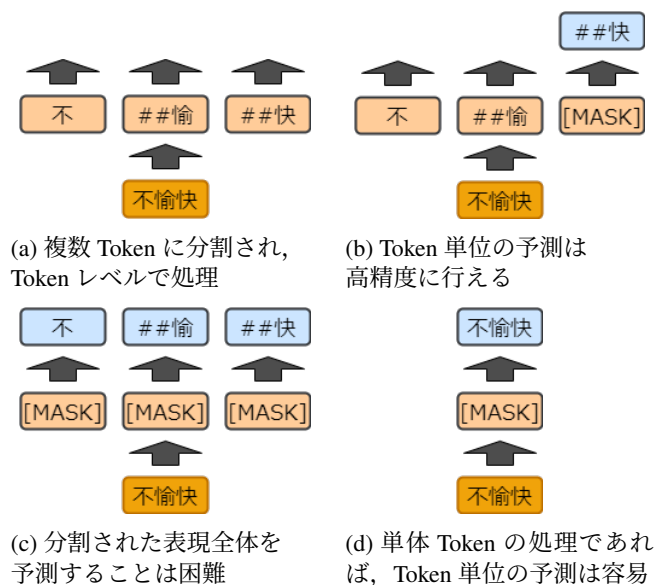 ##快
不 ##愉 ##快
不愉快
(a) 複数 Token に分割され,
Token レベルで処理
不 ##愉 [MASK]
不愉快
(b) Token 単位の予測は
高精度に行える
不 ##愉 ##快
[MASK] [MASK] [MASK]
不愉快
(c) 分割された表現全体を
予測することは困難
不愉快
[MASK]
不愉快
(d) 単体 Token の処理であれ
ば，Token 単位の予測は容易